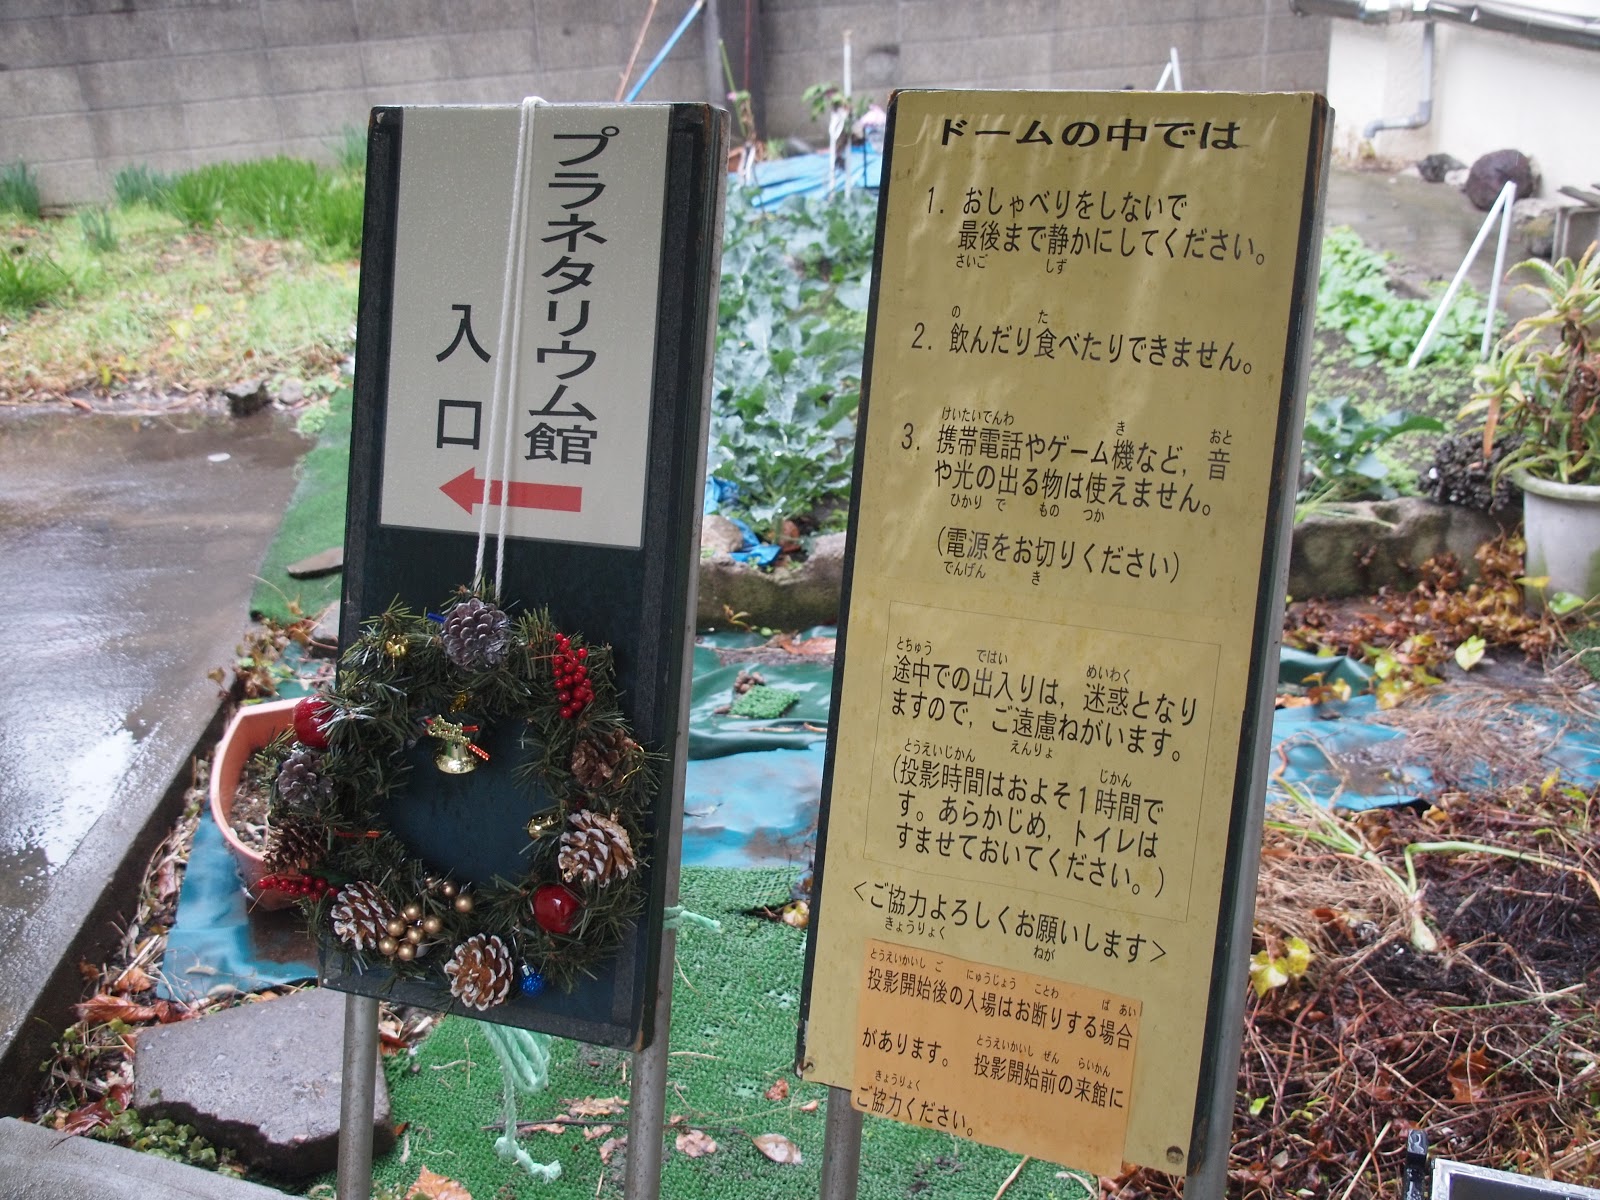 プラネタリウム館
入口
ドームの中では
1. おしゃべりをしないで
最後まで静かにしてください。
さいご しず
の た
2. 飲んだり食べたりできません。
けいたいでんわ き おと
3. 携帯電話やゲーム機など，音
や光の出る物は使えません。
ひかり で もの つか
（電源をお切りください）
でんげん き
とちゅう ではい めいわく
途中での出入りは，迷惑となり
ますので，ご遠慮ねがいます。
えんりょ
とうえいじかん じかん
（投影時間はおよそ１時間で
す。あらかじめ，トイレは
すませておいてください。）
＜ご協力よろしくお願いします＞
きょうりょく ねが
とうえいかいし ご にゅうじょう ことわ ばあい
投影開始後の入場はお断りする場合
があります。 投影開始前の来館に
とうえいかいし ぜん らいかん
きょうりょく
ご協力ください。